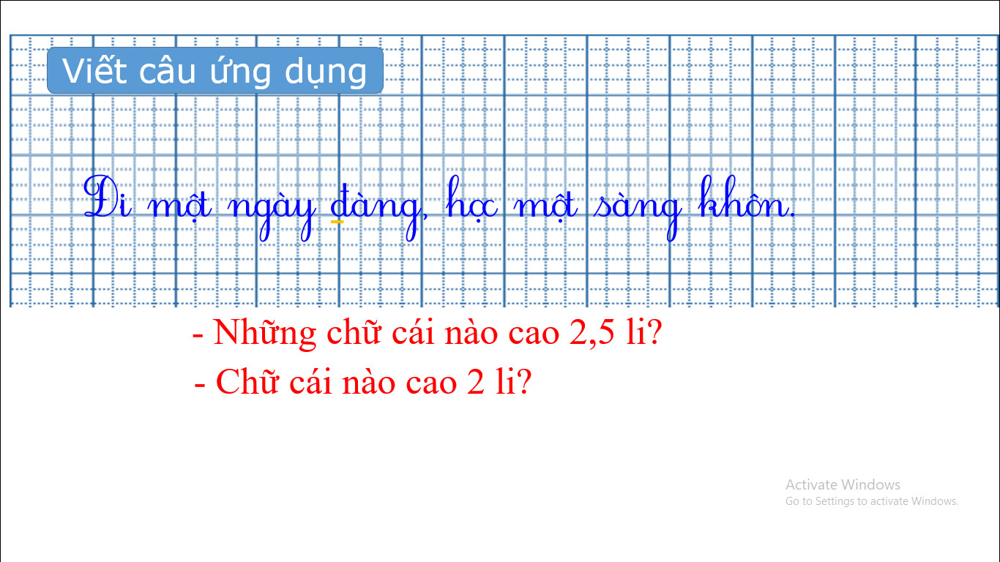 Viết câu ứng dụng
Đi một ngày đàng, học một sàng khôn.
- Những chữ cái nào cao 2,5 li?
- Chữ cái nào cao 2 li?
Activate Windows
Go to Settings to activate Windows.